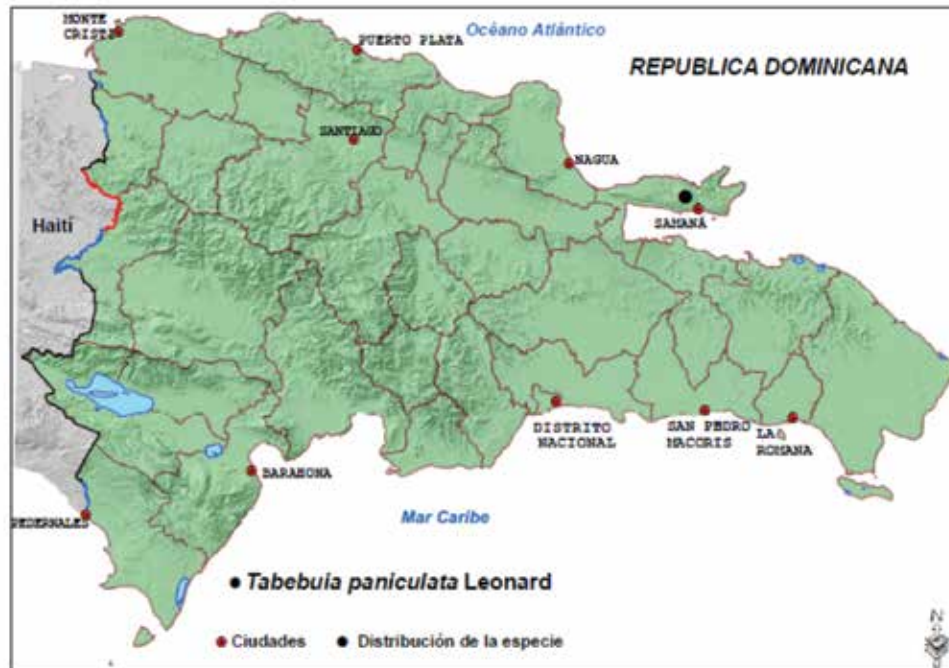 MONTE
CRISTI
PUERTO PLATA
Océano Atlántico
REPUBLICA DOMINICANA
SANTIAGO
NAGUA
SAMANÁ
Haití
DISTRITO
NACIONAL
SAN PEDRO
MACORIS
LA
ROMANA
BARAHONA
PEDERNALES
Mar Caribe
Tabebuia paniculata Leonard
Ciudades
Distribución de la especie